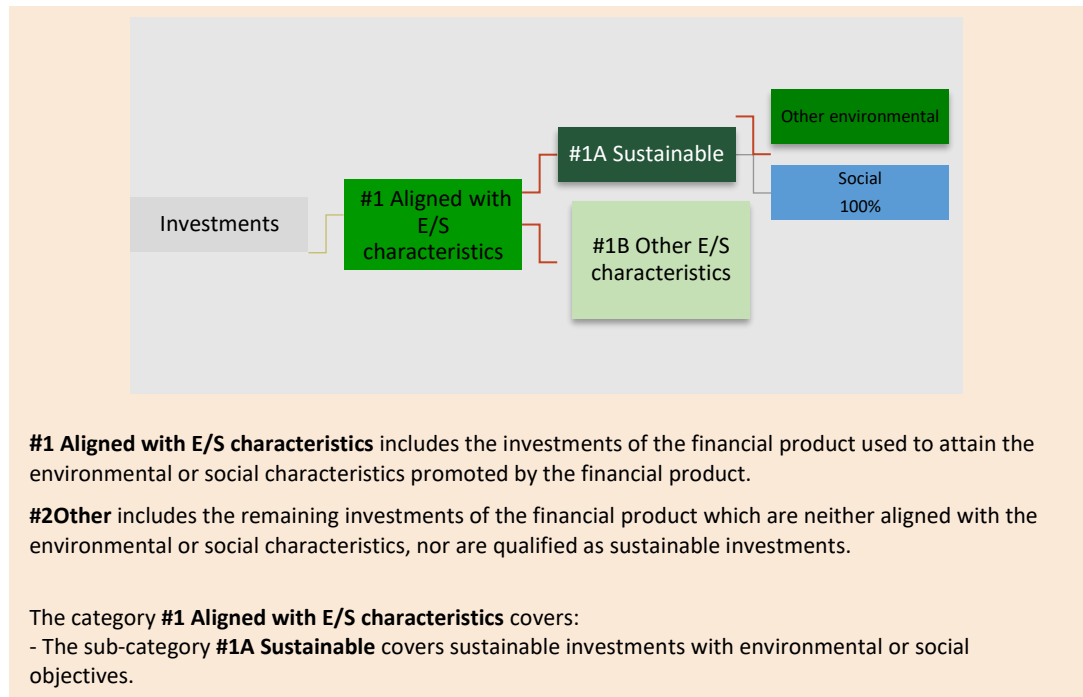 Investments
#1 Aligned with
E/S
characteristics
#1A Sustainable
#1B Other E/S
characteristics
Other environmental
Social
100%
#1 Aligned with E/S characteristics includes the investments of the financial product used to attain the
environmental or social characteristics promoted by the financial product.
#2Other includes the remaining investments of the financial product which are neither aligned with the
environmental or social characteristics, nor are qualified as sustainable investments.
The category #1 Aligned with E/S characteristics covers:
- The sub-category #1A Sustainable covers sustainable investments with environmental or social
objectives.